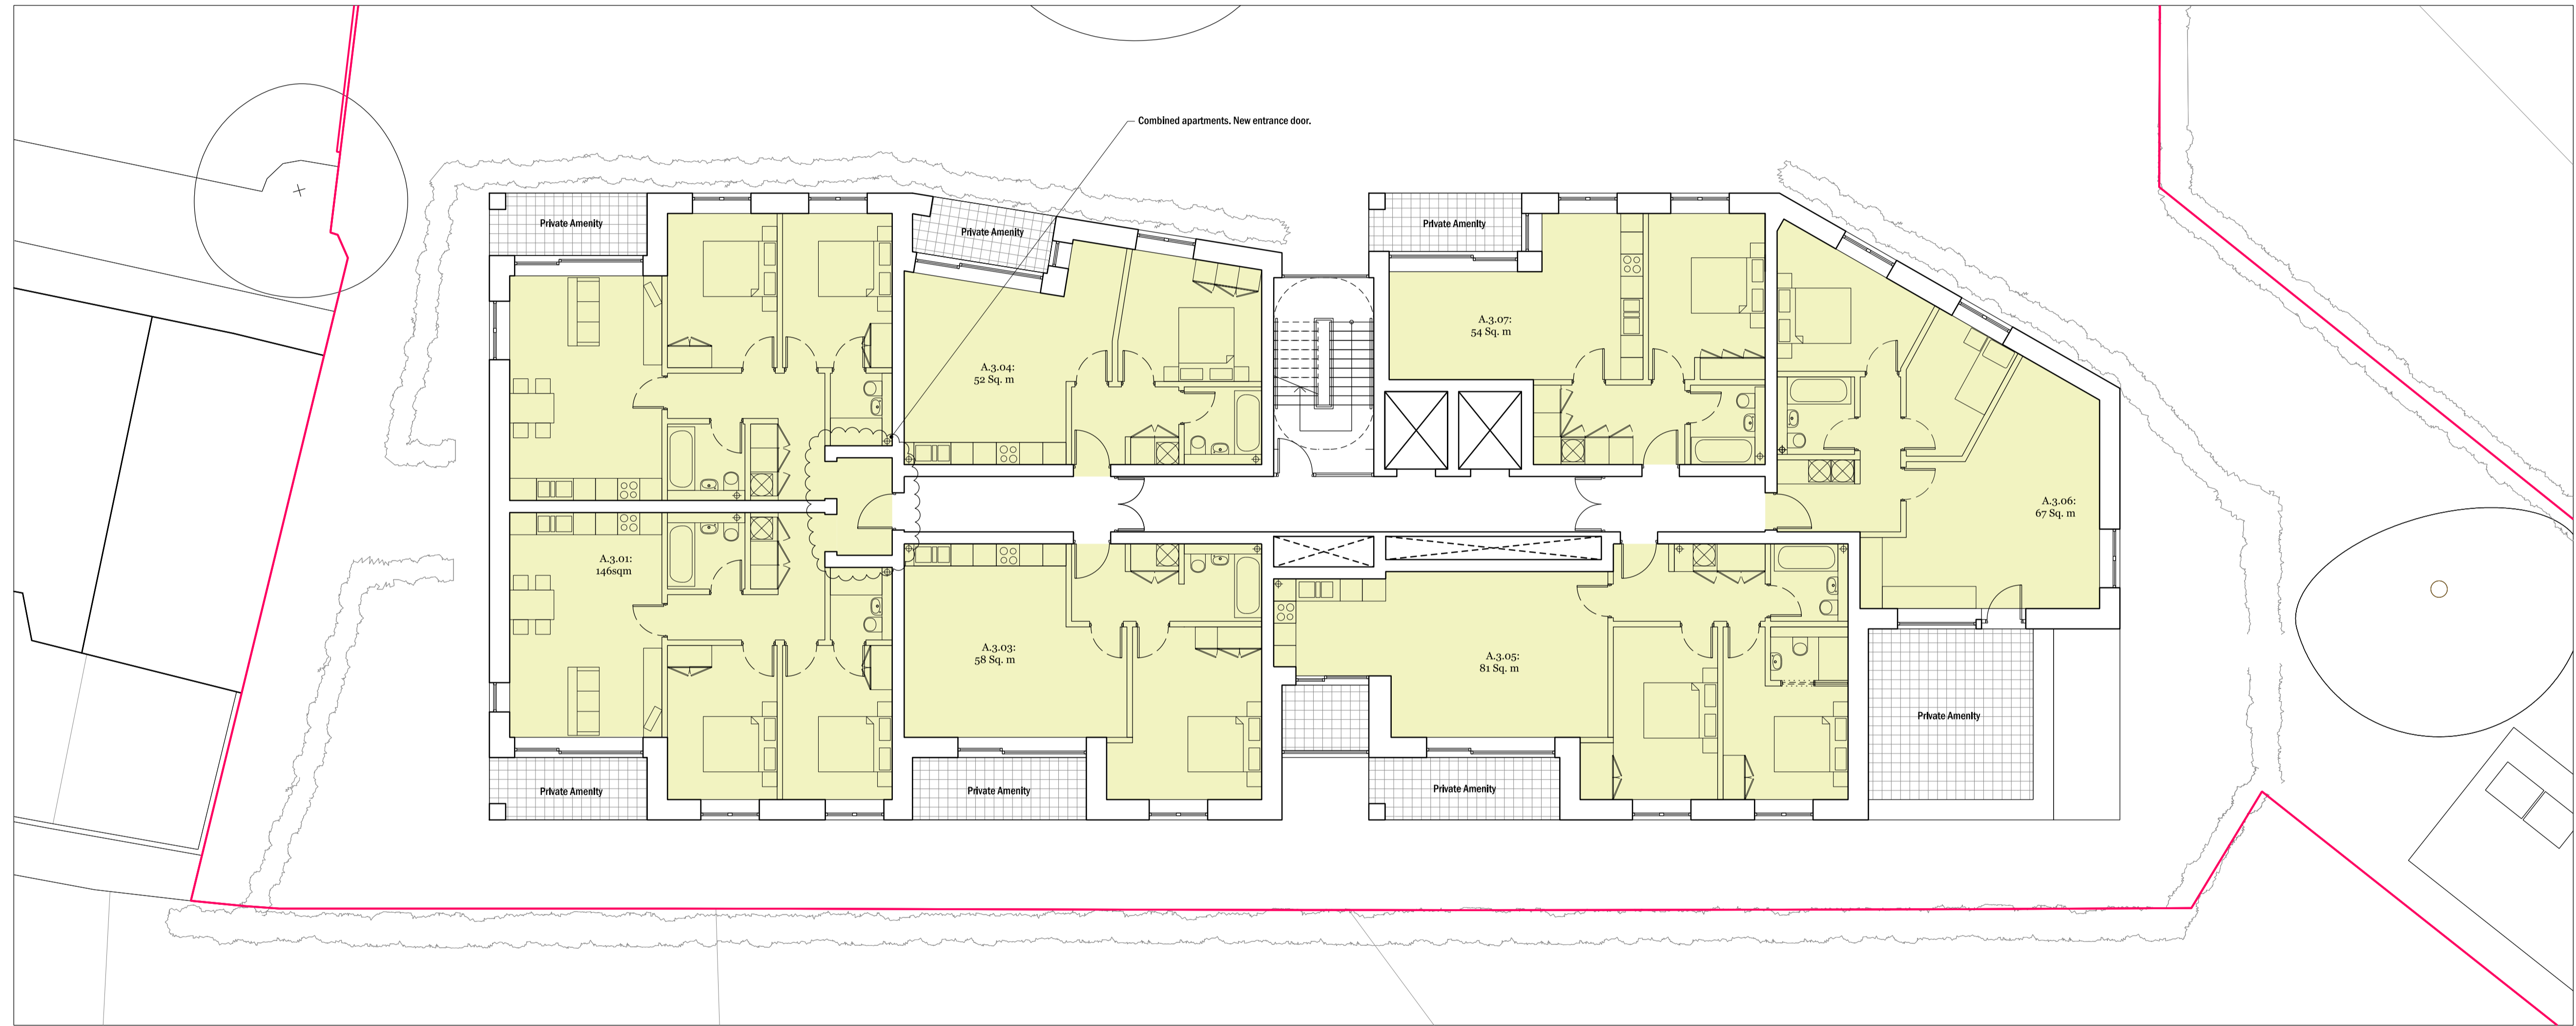 Combined apartments. New entrance door.
Private Amenity
Private Amenity
Private Amenity
A.3.07:
54 Sq. m
A.3.04:
52 Sq. m
A.3.06:
67 Sq. m
A.3.01:
146sqm
A.3.03:
58 Sq. m
A.3.05:
81 Sq. m
Private Amenity
Private Amenity
Private Amenity
Private Amenity